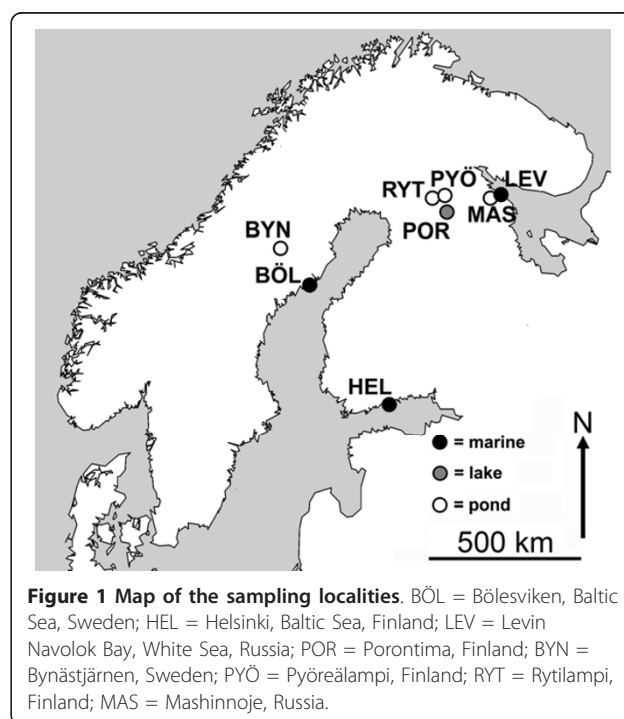 LEV
PYÖ
RYT
MAS
POR
BYN
BÖL
HEL
N
= marine
= lake
= pond
500 km
Figure 1 Map of the sampling localities. BÖL = Bölesviken, Baltic
Sea, Sweden; HEL = Helsinki, Baltic Sea, Finland; LEV = Levin
Navolok Bay, White Sea, Russia; POR = Porontima, Finland; BYN =
Bynästjärnen, Sweden; PYÖ = Pyöreälampi, Finland; RYT = Rytilampi,
Finland; MAS = Mashinnoje, Russia.